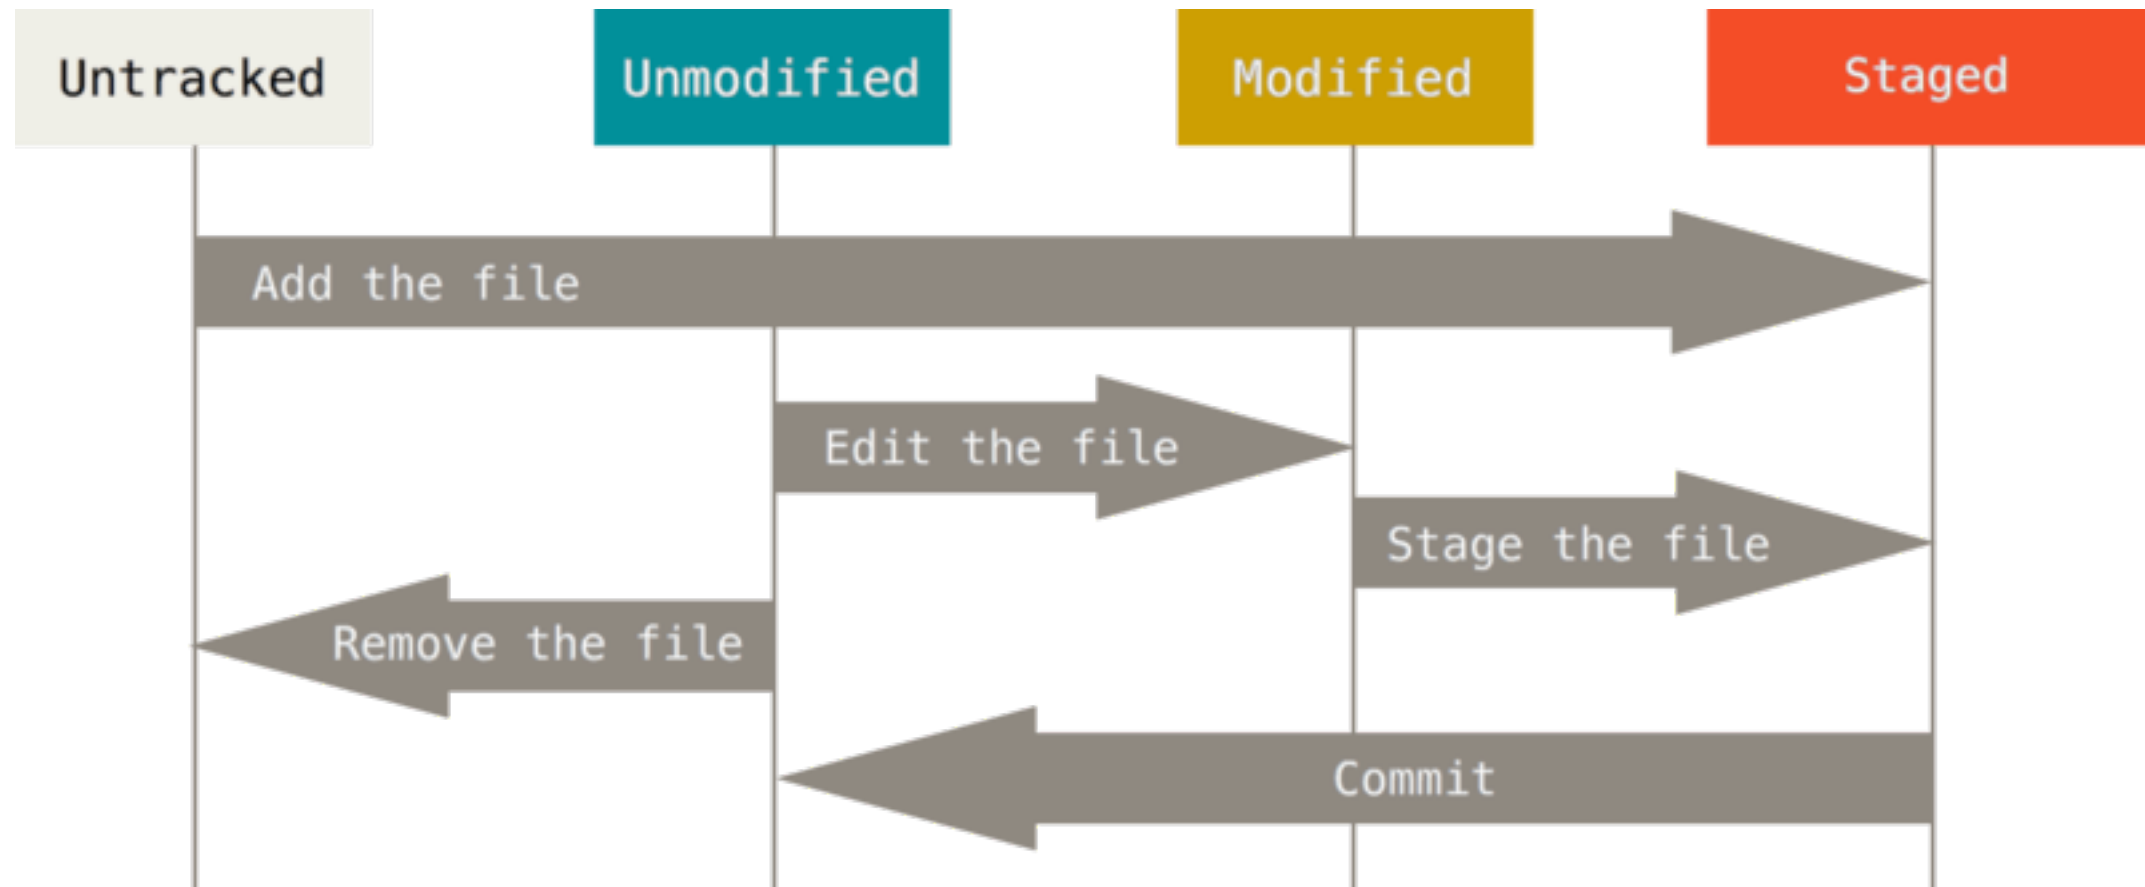 Untracked
Unmodified
Modified
Staged
Add the file
Edit the file
Stage the file
Remove the file
Commit